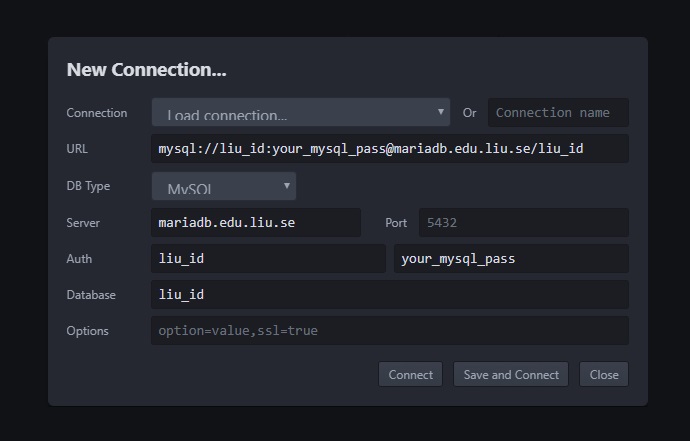 New Connection...
Connection Load connection... Or Connection name
URL mysql://liu_id:your_mysql_pass@mariadb.edu.liu.se/liu_id
DB Type MySQL
Server mariadb.edu.liu.se Port 5432
Auth liu_id your_mysql_pass
Database liu_id
Options option=value,ssl=true
Connect Save and Connect Close